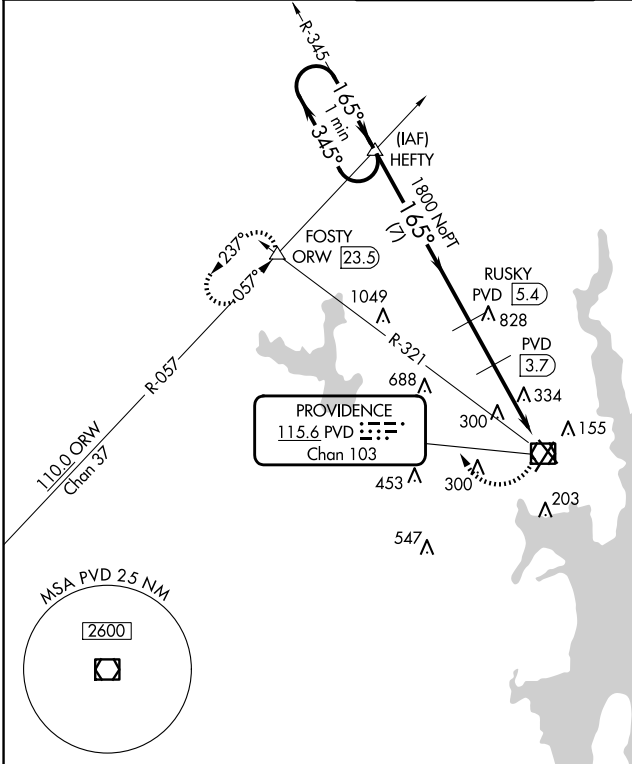 R-345
165°
1 min
345°
(IAF)
HEFTY
1800 NoPT
165°
(7)
FOSTY
ORW 23.5
237°
057°
RUSKY
PVD 5.4
1049
828
R-321
PVD
3.7
R-057
688
334
300
155
PROVIDENCE
115.6 PVD
Chan 103
110.0 ORW
Chan 37
453
300
203
547
MSA PVD 25 NM
2600